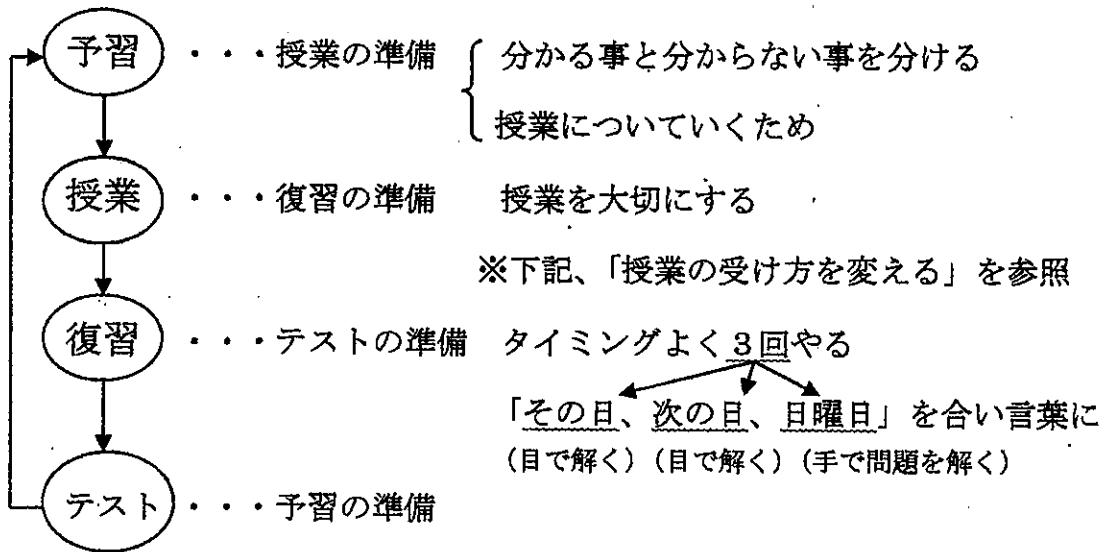 予習・・・授業の準備 分かる事と分からない事を分ける
授業についていくため
授業・・・復習の準備 授業を大切にする
※下記、「授業の受け方を変える」を参照
復習・・・テストの準備 タイミングよく3回やる
「その日、次の日、日曜日」を合い言葉に
(目で解く)(目で解く)(手で問題を解く)
テスト・・・予習の準備